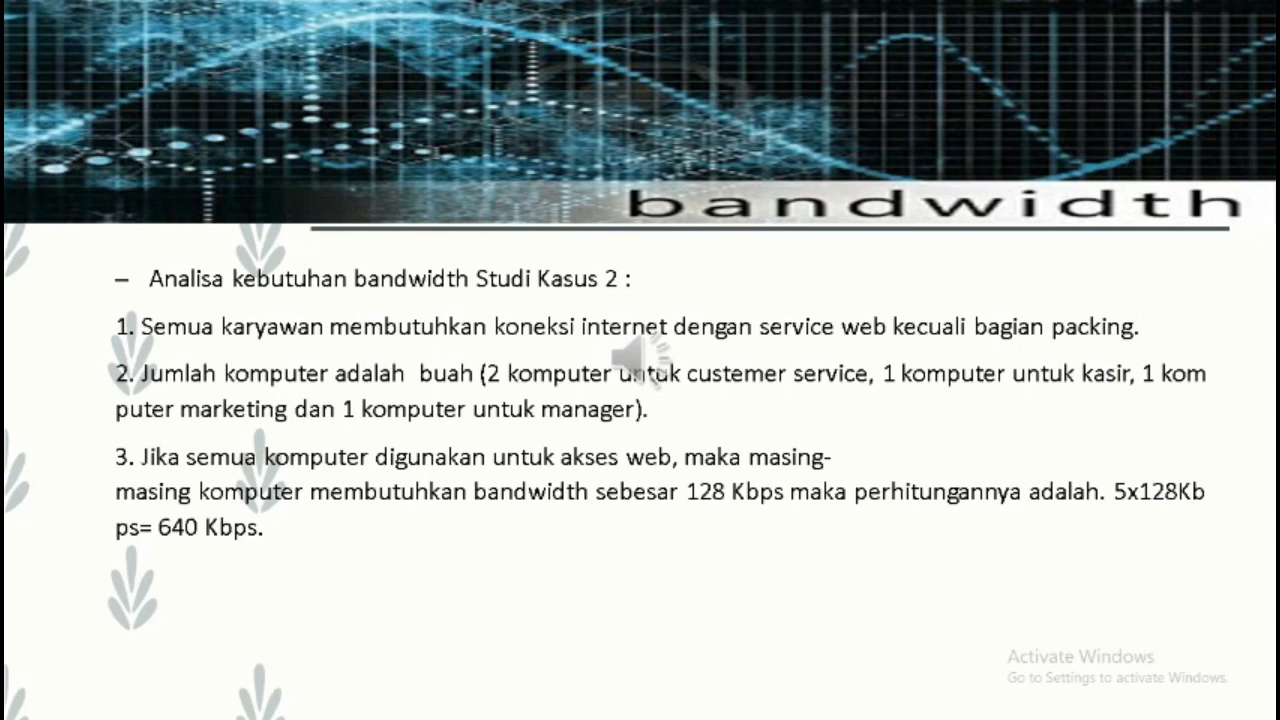 bandwidth
– Analisa kebutuhan bandwidth Studi Kasus 2 :
1. Semua karyawan membutuhkan koneksi internet dengan service web kecuali bagian packing.
2. Jumlah komputer adalah buah (2 komputer untuk custemer service, 1 komputer untuk kasir, 1 kom
puter marketing dan 1 komputer untuk manager).
3. Jika semua komputer digunakan untuk akses web, maka masing-
masing komputer membutuhkan bandwidth sebesar 128 Kbps maka perhitungannya adalah. 5x128Kb
ps= 640 Kbps.
Activate Windows
Go to Settings to activate Windows.